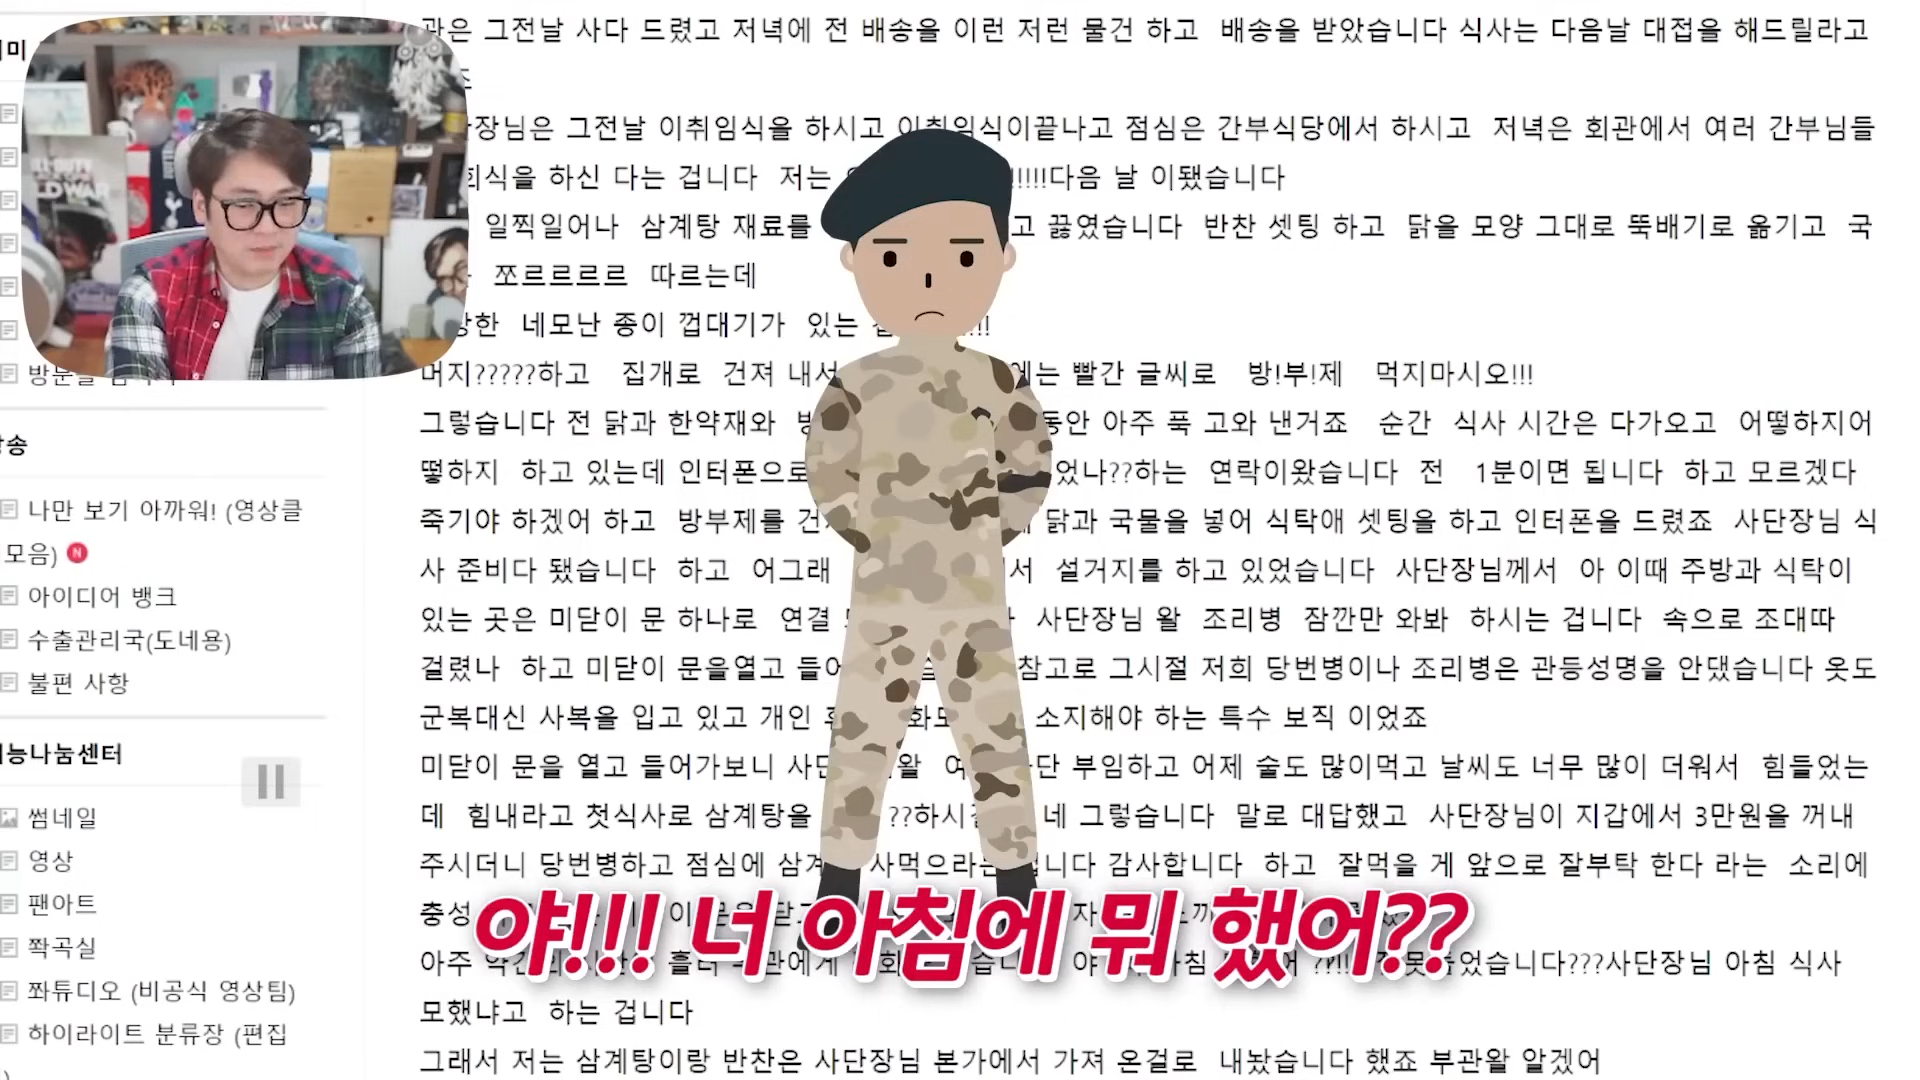 관은 그전날 사다 드렸고 저녁에 전 배송을 이런 저런 물건 하고 배송을 받았습니다 식사는 다음날 대접을 해드릴라고
장님은 그전날 이취임식을 하시고 이취임식이끝나고 점심은 간부식당에서 하시고 저녁은 회관에서 여러 간부님들
회식을 하신 다는 겁니다 저는 !!!!!다음 날 이됐습니다
일찍일어나 삼계탕 재료를 고 끓였습니다 반찬 셋팅 하고 닭을 모양 그대로 뚝배기로 옮기고 국
쪼르르르르 따르는데
네모난 종이 껍대기가 있는
머지?????하고 집개로 건져 내서 에는 빨간 글씨로 방!부!제 먹지마시오!!!
그렇습니다 전 닭과 한약재와 동안 아주 푹 고와 낸거죠 순간 식사 시간은 다가오고 어떻하지어
떻하지 하고 있는데 인터폰으로 었나??하는 연락이왔습니다 전 1분이면 됩니다 하고 모르겠다
죽기야 하겠어 하고 방부제를 닭과 국물을 넣어 식탁애 셋팅을 하고 인터폰을 드렸죠 사단장님 식
사 준비다 됐습니다 하고 어그래 서 설거지를 하고 있었습니다 사단장님께서 아 이때 주방과 식탁이
있는 곳은 미닫이 문 하나로 연결 사단장님 왈 조리병 잠깐만 와봐 하시는 겁니다 속으로 조대따
걸렸나 하고 미닫이 문을열고 들어 참고로 그시절 저희 당번병이나 조리병은 관등성명을 안댔습니다 옷도
군복대신 사복을 입고 있고 개인 소지해야 하는 특수 보직 이었죠
미닫이 문을 열고 들어가보니 왈 부임하고 어제 술도 많이먹고 날씨도 너무 많이 더워서 힘들었는
데 힘내라고 첫식사로 삼계탕을 ??하시 네 그렇습니다 말로 대답했고 사단장님이 지갑에서 3만원을 꺼내
주시더니 당번병하고 점심에 사먹으라는 감사합니다 하고 잘먹을 게 앞으로 잘부탁 한다 라는 소리에
충성
야!!! 너 아침에 뭐 했어??
아주 사단장님 아침 식사
모했냐고 하는 겁니다
그래서 저는 삼계탕이랑 반찬은 사단장님 본가에서 가져 온걸로 내놨습니다 했죠 부관왈 알겠어
나만 보기 아까워! (영상클
모음) N
아이디어 뱅크
수출관리국(도네용)
불편 사항
능나눔센터
썸네일
영상
팬아트
쫙곡실
쫘튜디오 (비공식 영상팀)
하이라이트 분류장 (편집
)